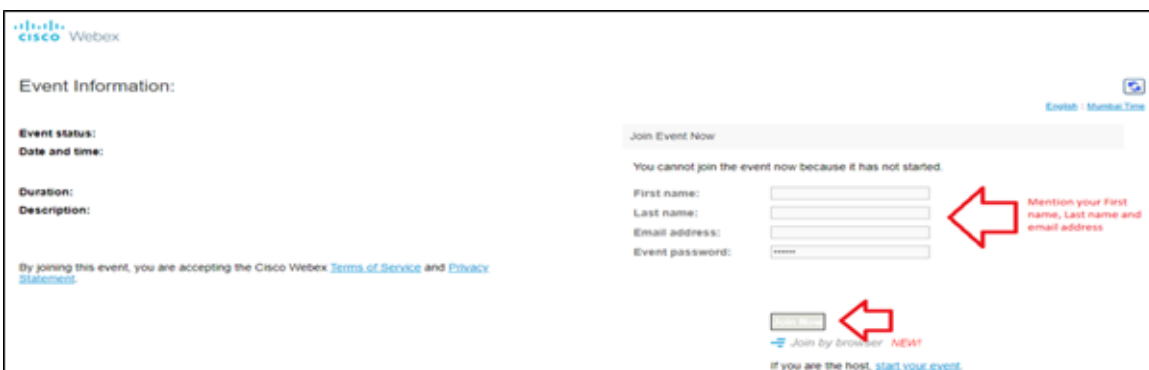 CISCO Webex
Event Information:
English : Mumbai Time
Event status:
Date and time:
Duration:
Description:
By joining this event, you are accepting the Cisco Webex Terms of Service and Privacy
Statement.
Join Event Now
You cannot join the event now because it has not started.
First name:
Last name:
Email address:
Event password:
Mention your First
name, Last name and
email address
Join Now
Join by browser NEW!
If you are the host, start your event.